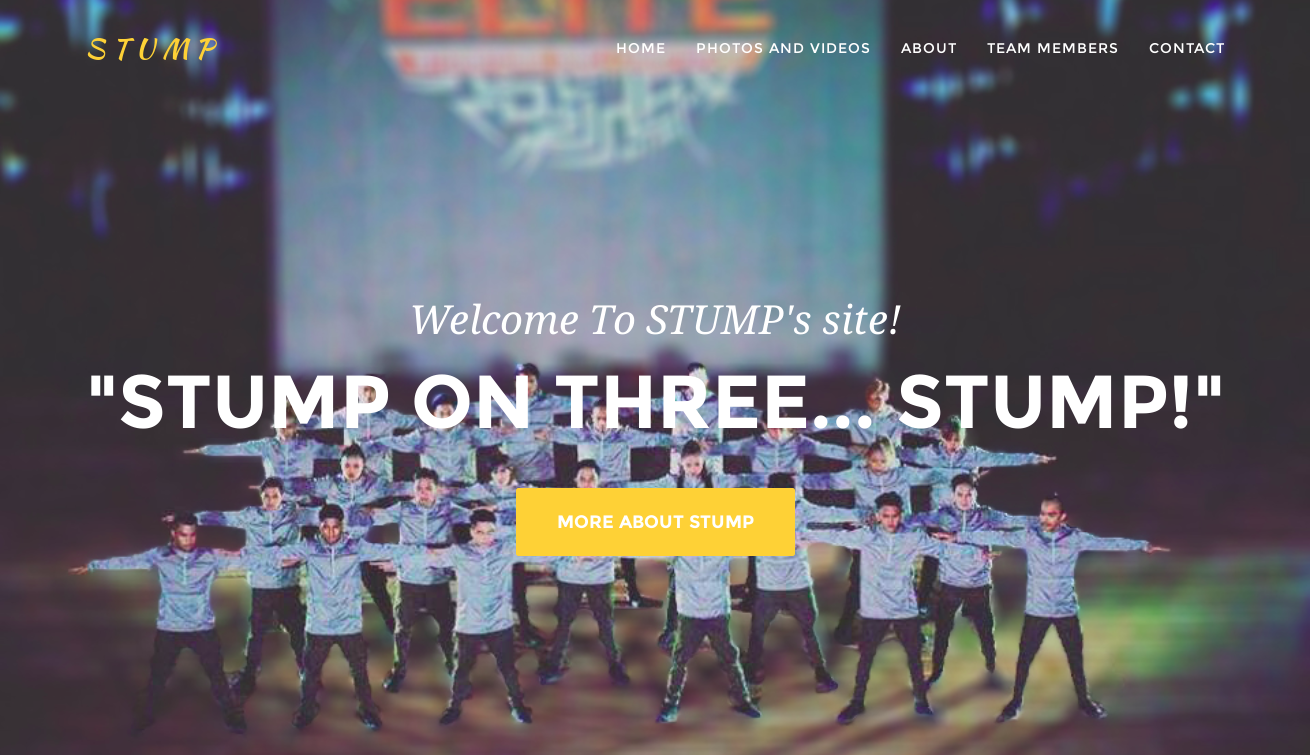 ELITE
STUMP
HOME PHOTOS AND VIDEOS ABOUT TEAM MEMBERS CONTACT
Welcome To STUMP's site!
"STUMP ON THREE... STUMP!"
MORE ABOUT STUMP